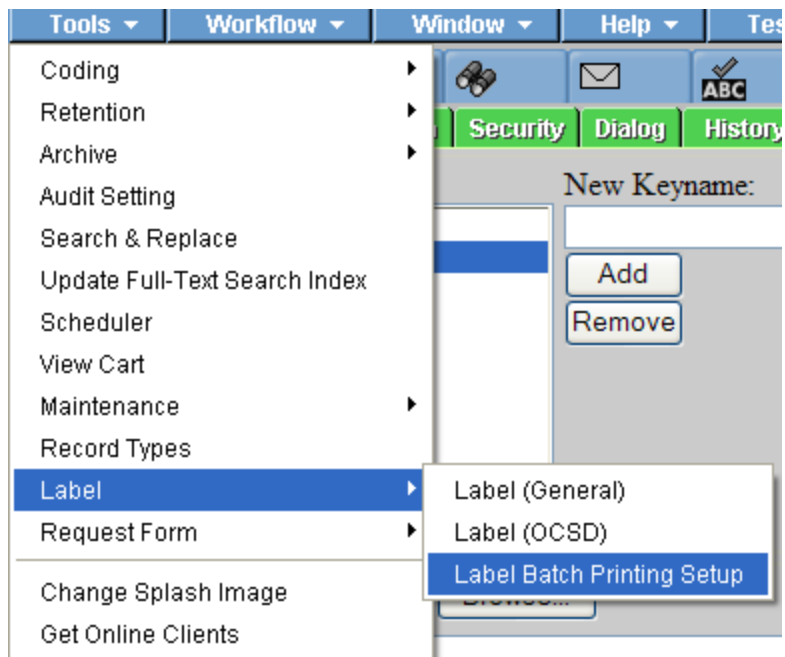 Tools Workflow Window Help
Coding
Retention
Archive
Audit Setting
Search & Replace
Update Full-Text Search Index
Scheduler
View Cart
Maintenance
Record Types
Label
Request Form
Change Splash Image
Get Online Clients
Label (General)
Label (OCSD)
Label Batch Printing Setup
ABC
Security Dialog History
New Keyname:
Add
Remove